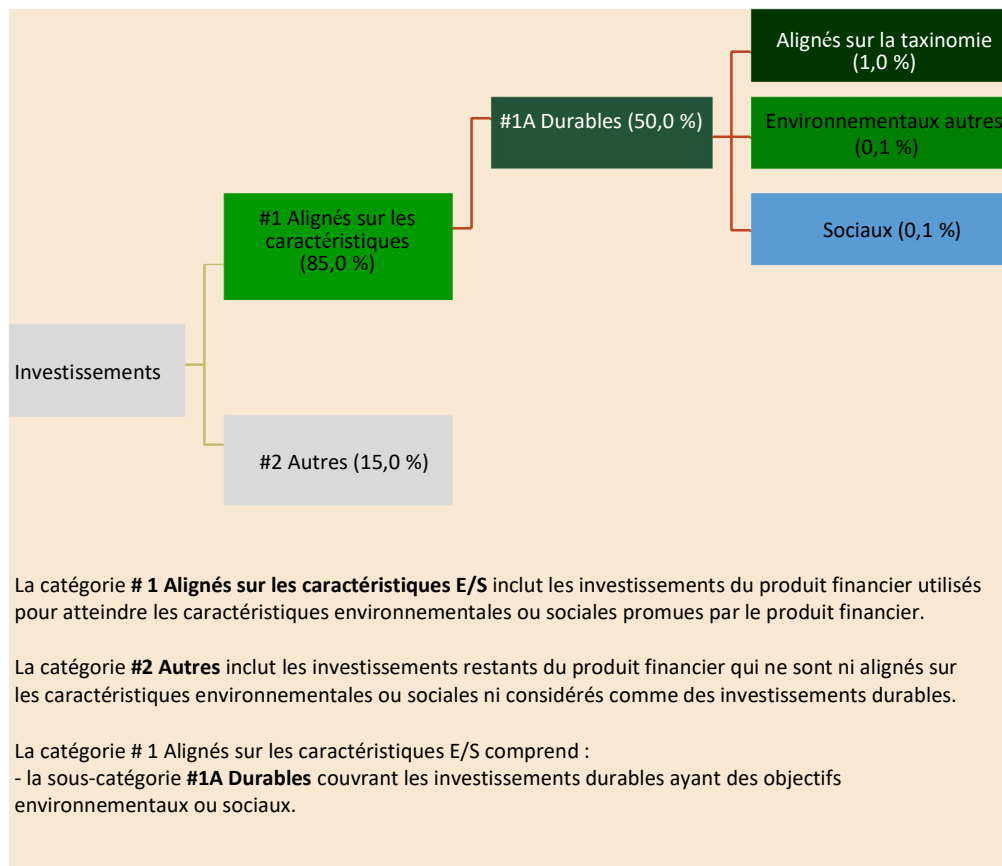 Alignés sur la taxinomie
(1,0 %)
#1A Durables (50,0 %)
Environnementaux autres
(0,1 %)
#1 Alignés sur les
caractéristiques
(85,0 %)
Sociaux (0,1 %)
Investissements
#2 Autres (15,0 %)
La catégorie # 1 Alignés sur les caractéristiques E/S inclut les investissements du produit financier utilisés
pour atteindre les caractéristiques environnementales ou sociales promues par le produit financier.
La catégorie #2 Autres inclut les investissements restants du produit financier qui ne sont ni alignés sur
les caractéristiques environnementales ou sociales ni considérés comme des investissements durables.
La catégorie # 1 Alignés sur les caractéristiques E/S comprend :
- la sous-catégorie #1A Durables couvrant les investissements durables ayant des objectifs
environnementaux ou sociaux.